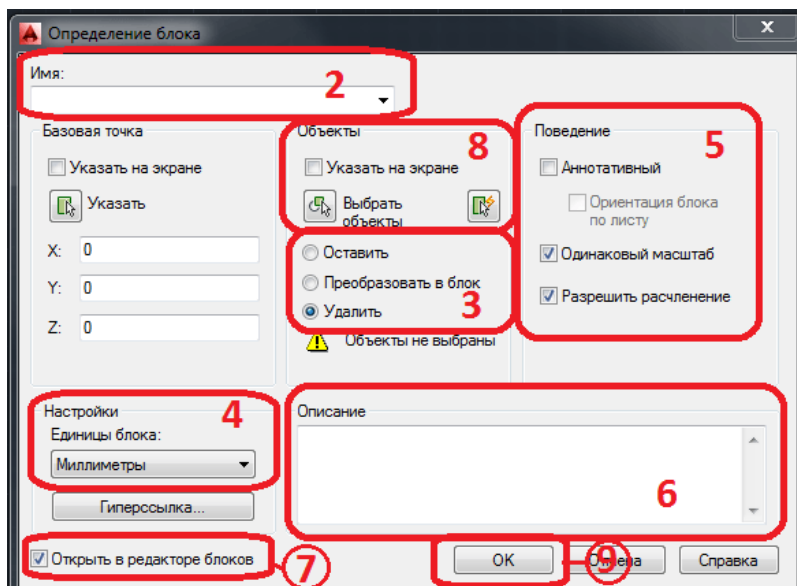 Определение блока
x
Имя:
2
Базовая точка
Указать на экране
Указать
X: 0
Y: 0
Z: 0
Объекты
8
Указать на экране
Выбрать
объекты
Оставить
Преобразовать в блок
3
Удалить
Объекты не выбраны
Поведение
5
Аннотативный
Ориентация блока
по листу
Одинаковый масштаб
Разрешить расчленение
Настройки
4
Единицы блока:
Миллиметры
Гиперссылка...
Описание
6
Открыть в редакторе блоков
7
OK
9
Отмена
Справка